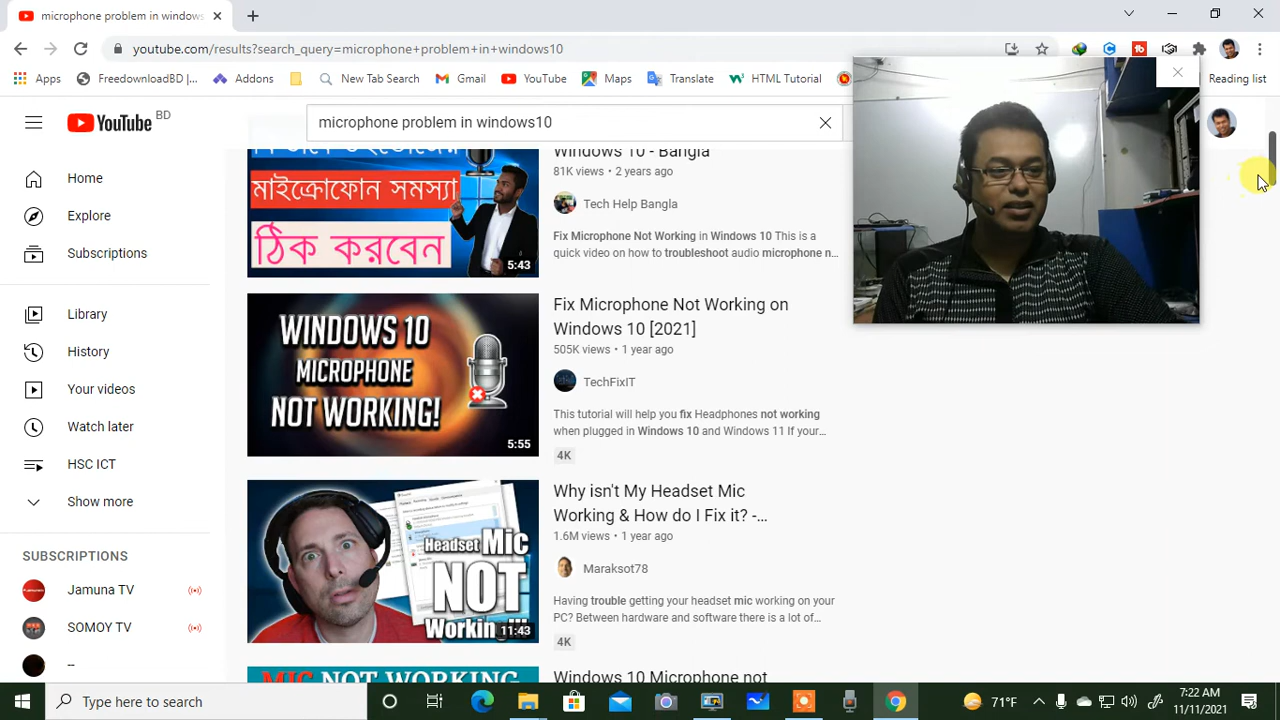 microphone problem in windows10
youtube.com/results?search_query=microphone+problem+in+windows10
Apps
FreedownloadBD |...
Addons
New Tab Search
Gmail
YouTube
Maps
Translate
HTML Tutorial
Reading list
YouTube BD
microphone problem in windows10
Home
Explore
Subscriptions
Library
History
Your videos
Watch later
HSC ICT
Show more
SUBSCRIPTIONS
Jamuna TV
SOMOY TV
--
মাইক্রোফোন সমস্যা
ঠিক করবেন
5:43
Windows 10 - Bangla
81K views • 2 years ago
Tech Help Bangla
Fix Microphone Not Working in Windows 10 This is a
quick video on how to troubleshoot audio microphone n...
WINDOWS 10
MICROPHONE
NOT WORKING!
5:55
Fix Microphone Not Working on
Windows 10 [2021]
505K views • 1 year ago
TechFixIT
This tutorial will help you fix Headphones not working
when plugged in Windows 10 and Windows 11 If your...
4K
Headset Mic
NOT
Working!!!
11:43
Why isn't My Headset Mic
Working & How do I Fix it? -...
1.6M views • 1 year ago
Maraksot78
Having trouble getting your headset mic working on your
PC? Between hardware and software there is a lot of...
4K
MIC NOT WORKING
Windows 10 Microphone not
Type here to search
71°F
7:22 AM
11/11/2021